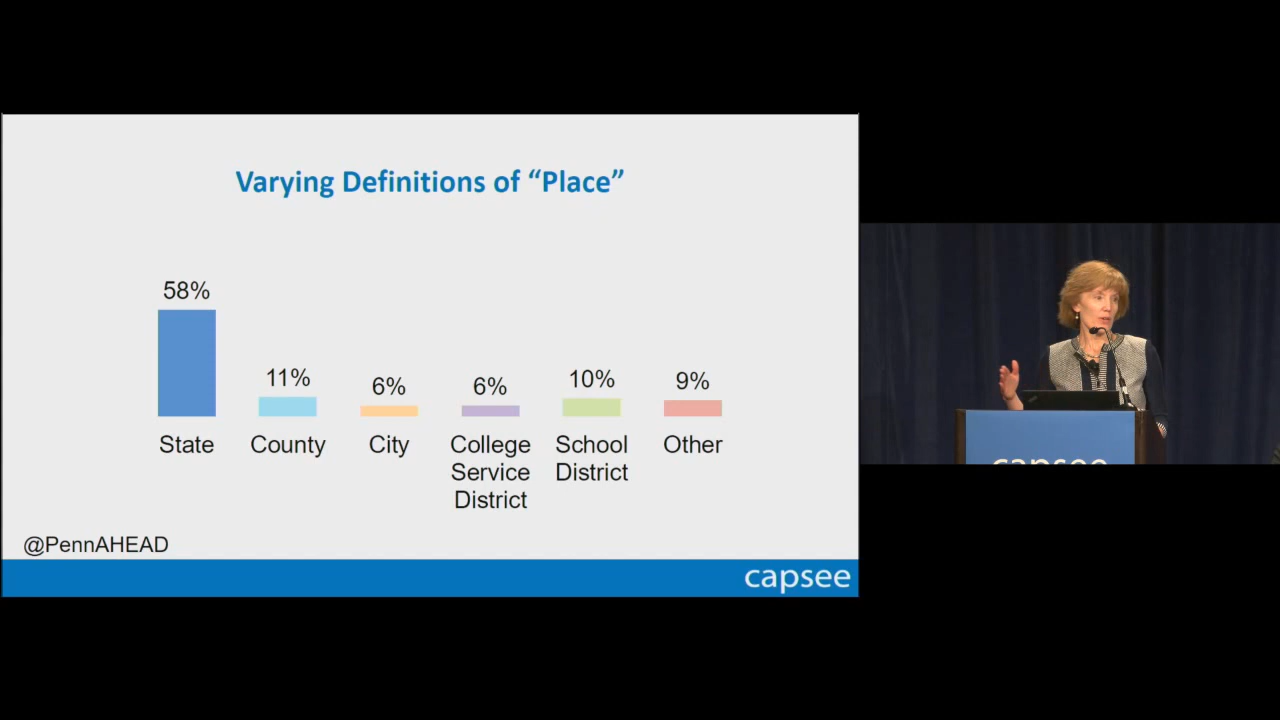 Varying Definitions of “Place”
58%
11%
6%
6%
10%
9%
State
County
City
College
Service
District
School
District
Other
@PennAHEAD
capsee
capsee